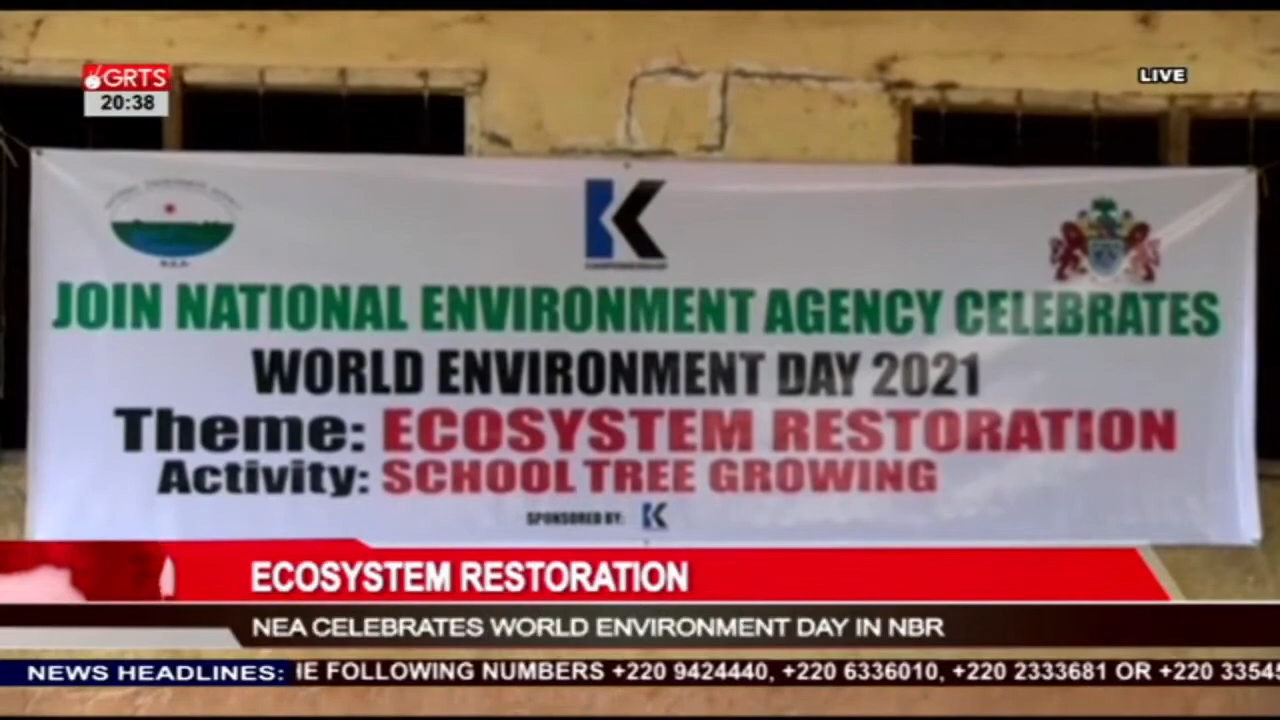 GRTS
20:38
LIVE
N.E.A
JOIN NATIONAL ENVIRONMENT AGENCY CELEBRATES
WORLD ENVIRONMENT DAY 2021
Theme: ECOSYSTEM RESTORATION
Activity: SCHOOL TREE GROWING
SPONSORED BY: K
ECOSYSTEM RESTORATION
NEA CELEBRATES WORLD ENVIRONMENT DAY IN NBR
NEWS HEADLINES: HE FOLLOWING NUMBERS +220 9424440, +220 6336010, +220 2333681 OR +220 33545